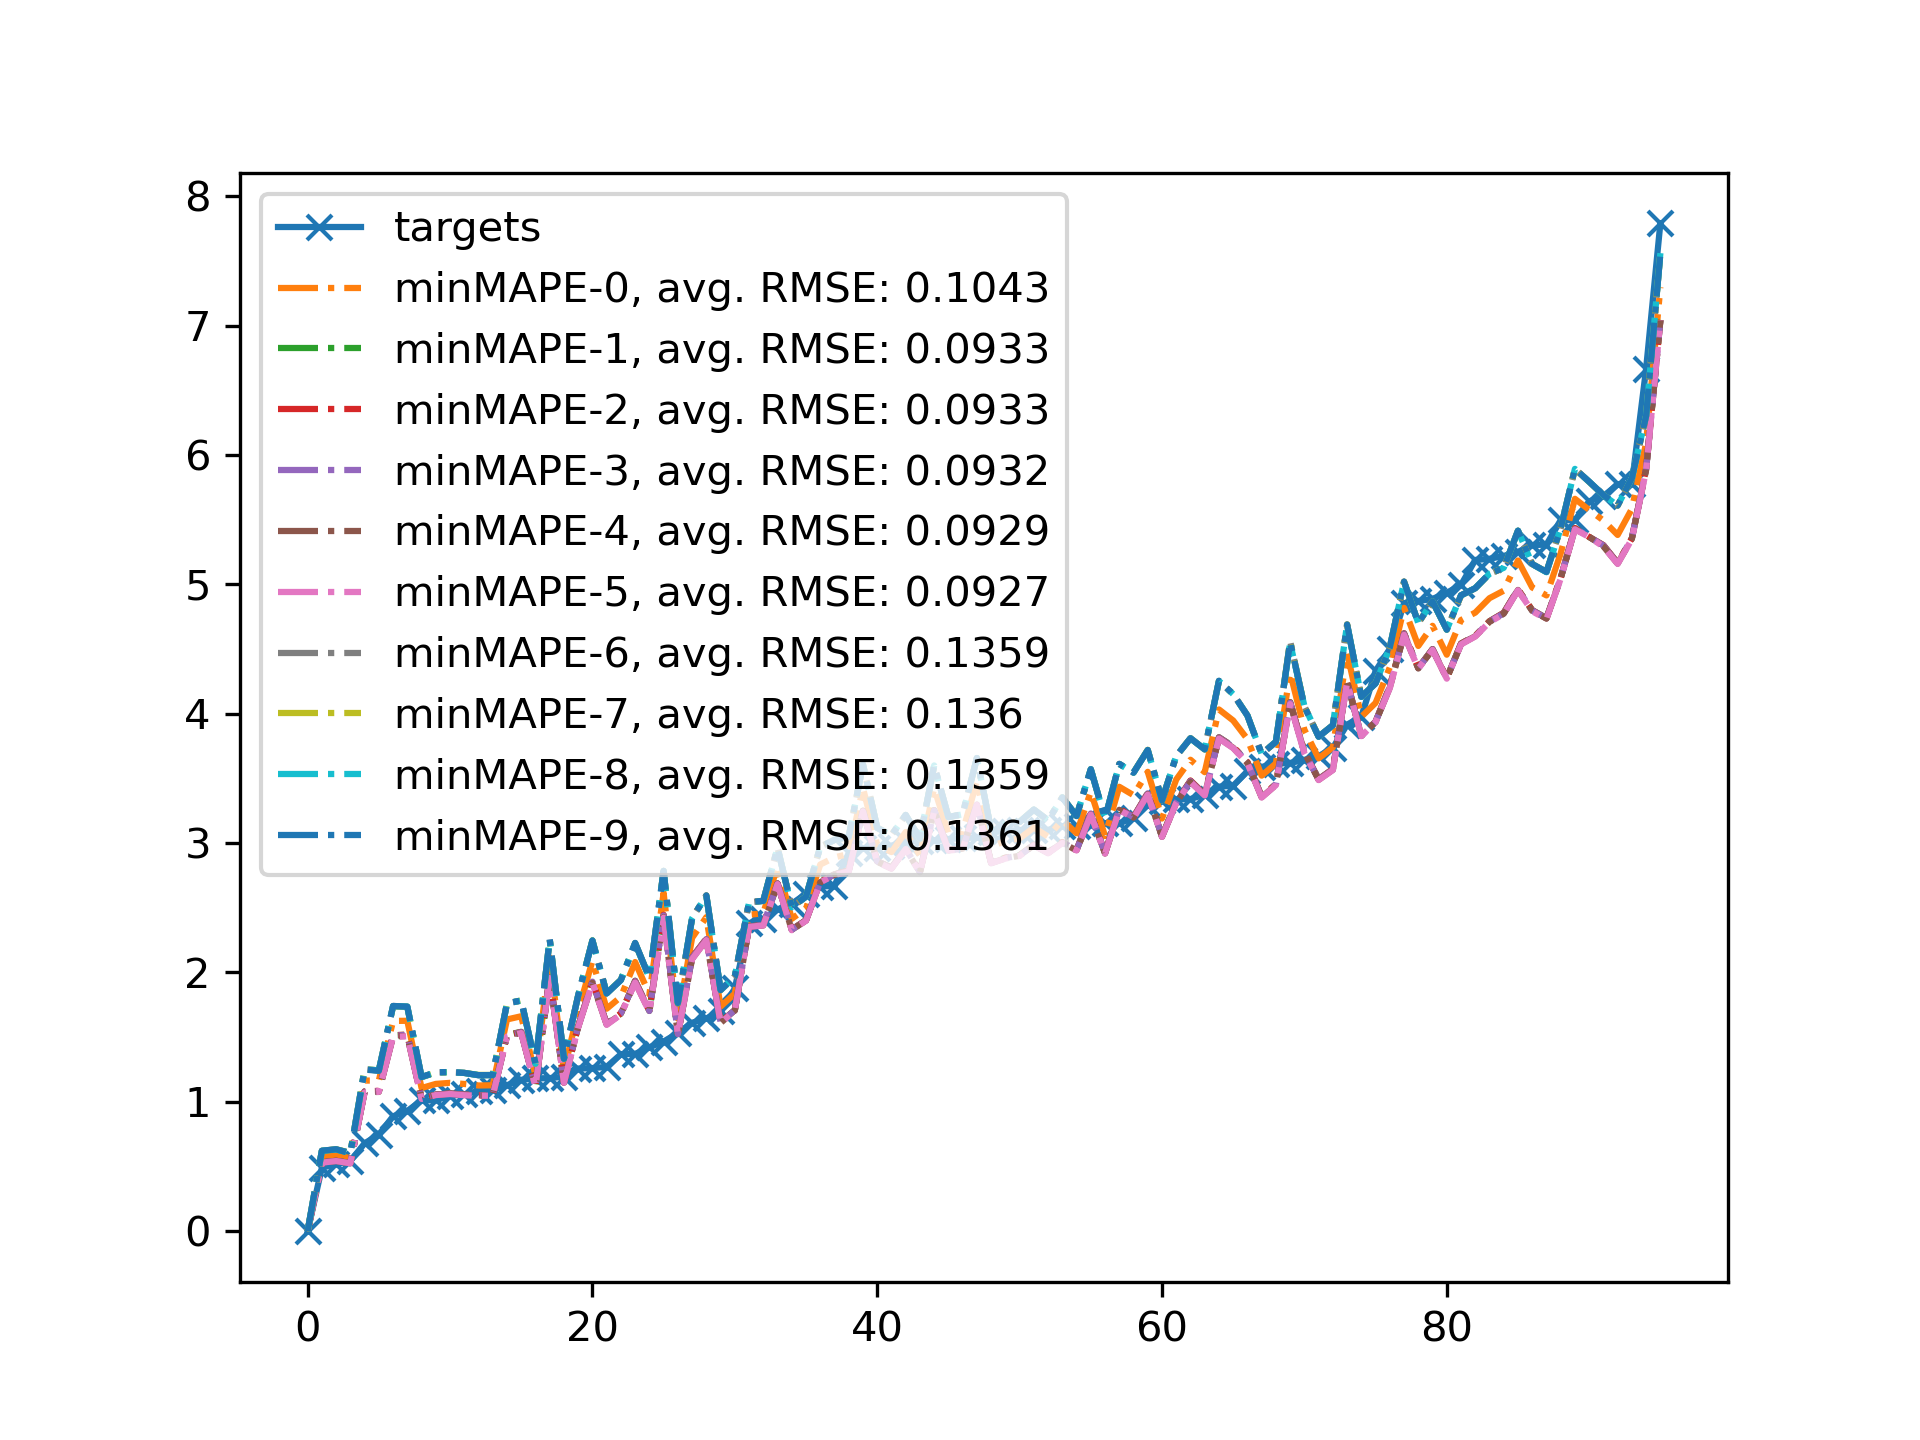 8
7
6
5
4
3
2
1
0
targets
minMAPE-0, avg. RMSE: 0.1043
minMAPE-1, avg. RMSE: 0.0933
minMAPE-2, avg. RMSE: 0.0933
minMAPE-3, avg. RMSE: 0.0932
minMAPE-4, avg. RMSE: 0.0929
minMAPE-5, avg. RMSE: 0.0927
minMAPE-6, avg. RMSE: 0.1359
minMAPE-7, avg. RMSE: 0.136
minMAPE-8, avg. RMSE: 0.1359
minMAPE-9, avg. RMSE: 0.1361
0 20 40 60 80